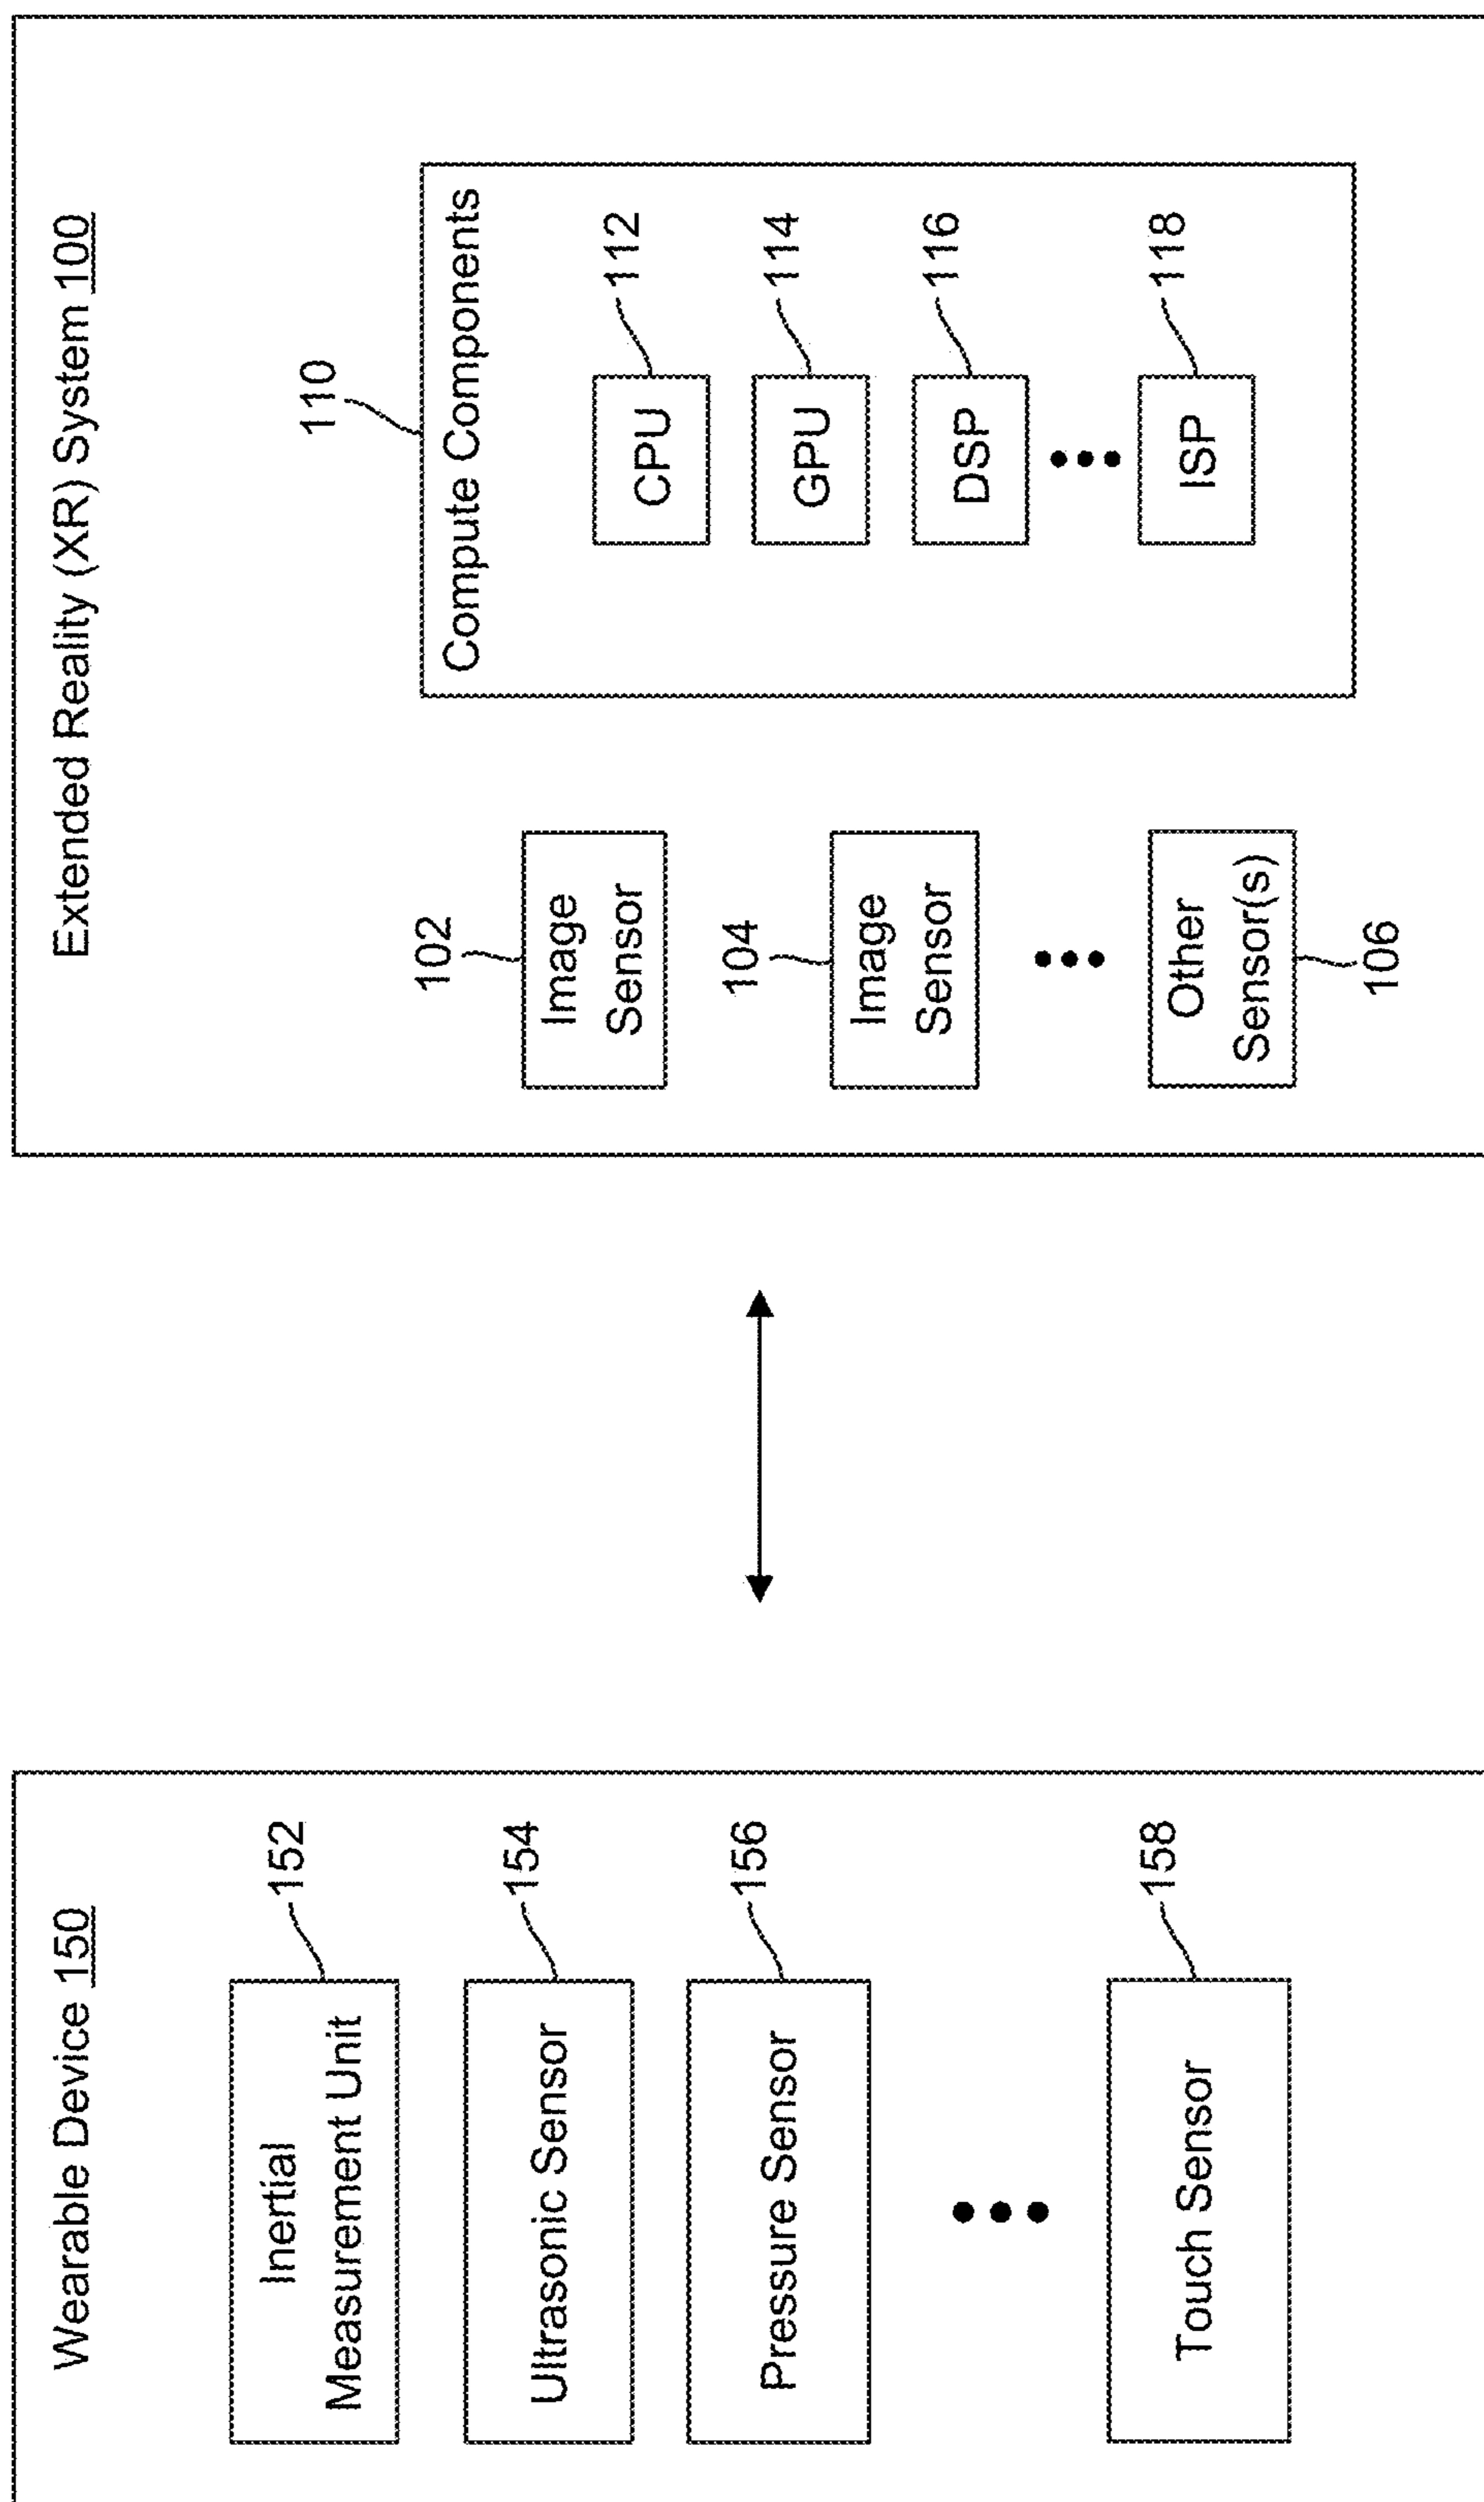 Wearable Device 150
Inertial
Measurement Unit
152
Ultrasonic Sensor
154
Pressure Sensor
156
Touch Sensor
158
Extended Reality (XR) System 100
102
Image
Sensor
104
Image
Sensor
Other
Sensor(s)
106
110
Compute Components
CPU
112
GPU
114
DSP
116
ISP
118